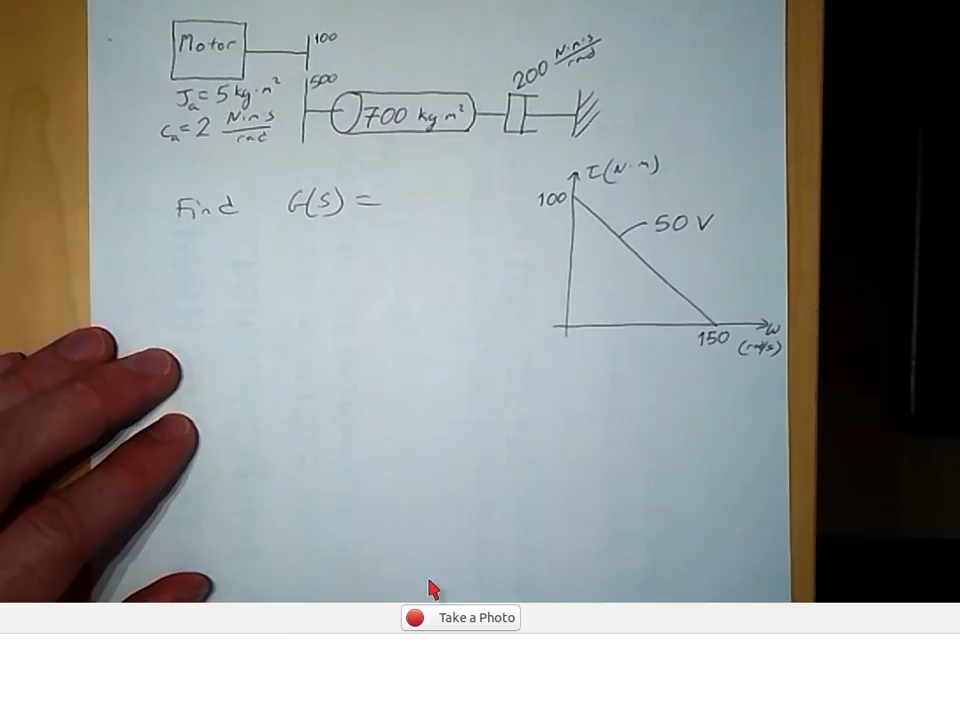 Motor
100
500
Jₐ = 5 kg·m²
cₐ = 2 N·m·s/rad
700 kg m²
200 N·m·s/rad
Find G(s) =
τ(N·m)
100
50 V
150
ω
(rad/s)
Take a Photo